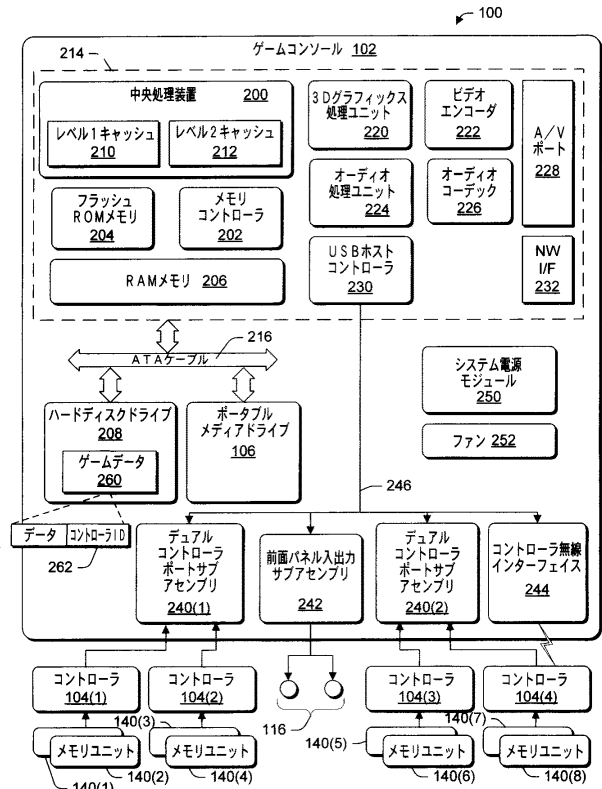 100
214
ゲームコンソール 102
中央処理装置 200
レベル1キャッシュ
210
レベル2キャッシュ
212
3Dグラフィックス
処理ユニット
220
ビデオ
エンコーダ
222
A/V
ポート
228
フラッシュ
ROMメモリ
204
メモリ
コントローラ
202
オーディオ
処理ユニット
224
オーディオ
コーデック
226
RAMメモリ 206
USBホスト
コントローラ
230
NW
I/F
232
216
ATAケーブル
システム電源
モジュール
250
ハードディスクドライブ
208
ゲームデータ
260
ポータブル
メディアドライブ
106
ファン 252
246
データ
コントローラID
262
デュアル
コントローラ
ポートサブ
アセンブリ
240(1)
前面パネル入出力
サブアセンブリ
242
デュアル
コントローラ
ポートサブ
アセンブリ
240(2)
コントローラ無線
インターフェイス
244
コントローラ
104(1)
コントローラ
104(2)
コントローラ
104(3)
コントローラ
104(4)
116
140(3)
140(5)
140(7)
メモリユニット
メモリユニット
メモリユニット
メモリユニット
140(1)
140(2)
140(4)
140(6)
140(8)